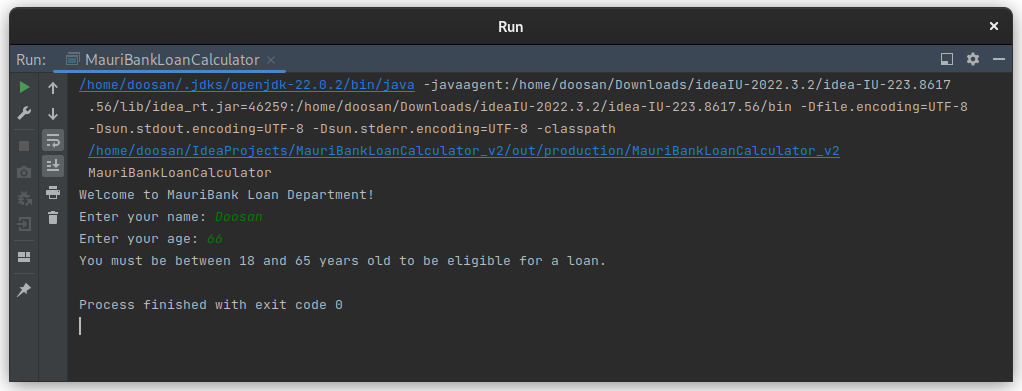 Run
Run: MauriBankLoanCalculator
/home/doosan/.jdks/openjdk-22.0.2/bin/java -javaagent:/home/doosan/Downloads/ideaIU-2022.3.2/idea-IU-223.8617
.56/lib/idea_rt.jar=46259:/home/doosan/Downloads/ideaIU-2022.3.2/idea-IU-223.8617.56/bin -Dfile.encoding=UTF-8
-Dsun.stdout.encoding=UTF-8 -Dsun.stderr.encoding=UTF-8 -classpath
/home/doosan/IdeaProjects/MauriBankLoanCalculator_v2/out/production/MauriBankLoanCalculator_v2
MauriBankLoanCalculator
Welcome to MauriBank Loan Department!
Enter your name: Doosan
Enter your age: 66
You must be between 18 and 65 years old to be eligible for a loan.
Process finished with exit code 0